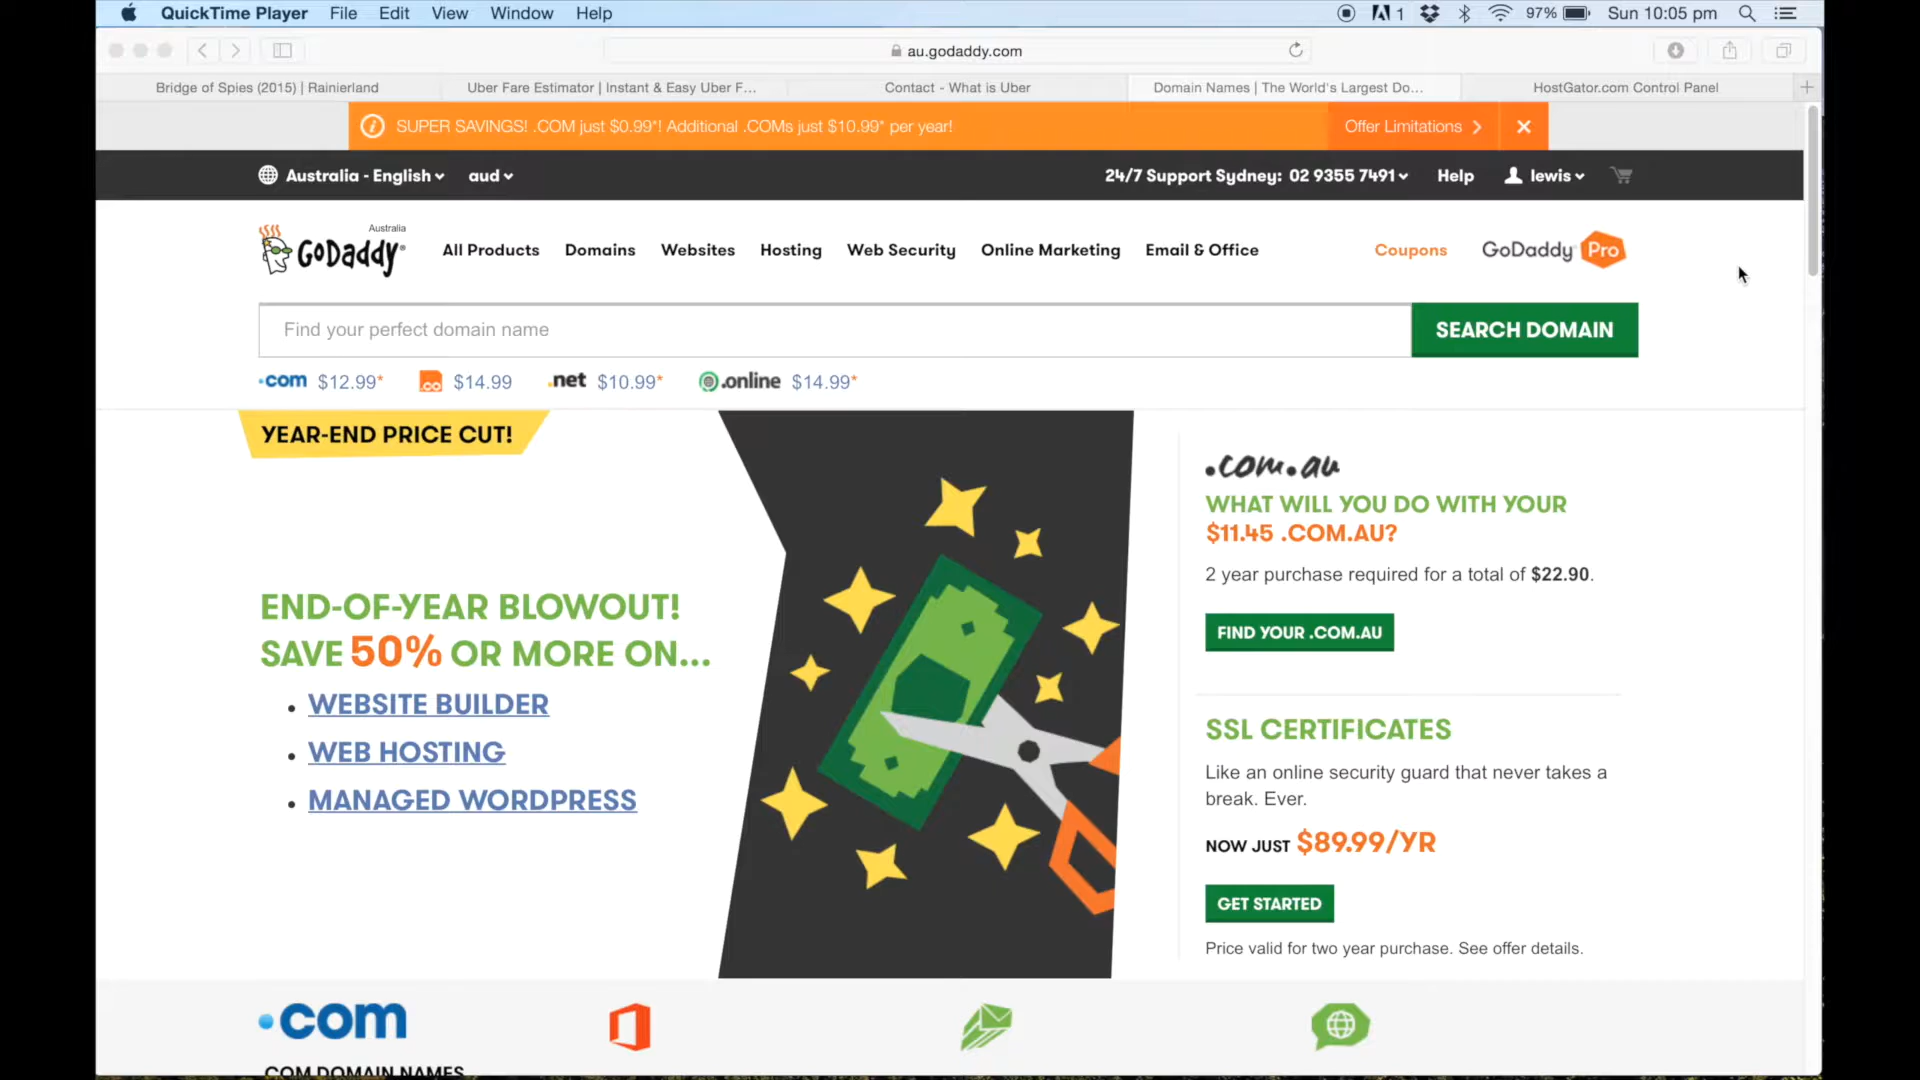 QuickTime Player File Edit View Window Help 1 97% Sun 10:05 pm
au.godaddy.com
Bridge of Spies (2015) | Rainierland Uber Fare Estimator | Instant & Easy Uber F... Contact - What is Uber Domain Names | The World's Largest Do... HostGator.com Control Panel
SUPER SAVINGS! .COM just $0.99*! Additional .COMs just $10.99* per year! Offer Limitations
Australia - English aud 24/7 Support Sydney: 02 9355 7491 Help lewis
Australia
GoDaddy All Products Domains Websites Hosting Web Security Online Marketing Email & Office Coupons GoDaddy Pro
Find your perfect domain name SEARCH DOMAIN
.com $12.99* .co $14.99 .net $10.99* .online $14.99*
YEAR-END PRICE CUT!
END-OF-YEAR BLOWOUT!
SAVE 50% OR MORE ON...
• WEBSITE BUILDER
• WEB HOSTING
• MANAGED WORDPRESS
.com.au
WHAT WILL YOU DO WITH YOUR
$11.45 .COM.AU?
2 year purchase required for a total of $22.90.
FIND YOUR .COM.AU
SSL CERTIFICATES
Like an online security guard that never takes a
break. Ever.
NOW JUST $89.99/YR
GET STARTED
Price valid for two year purchase. See offer details.
.com
.COM DOMAIN NAMES